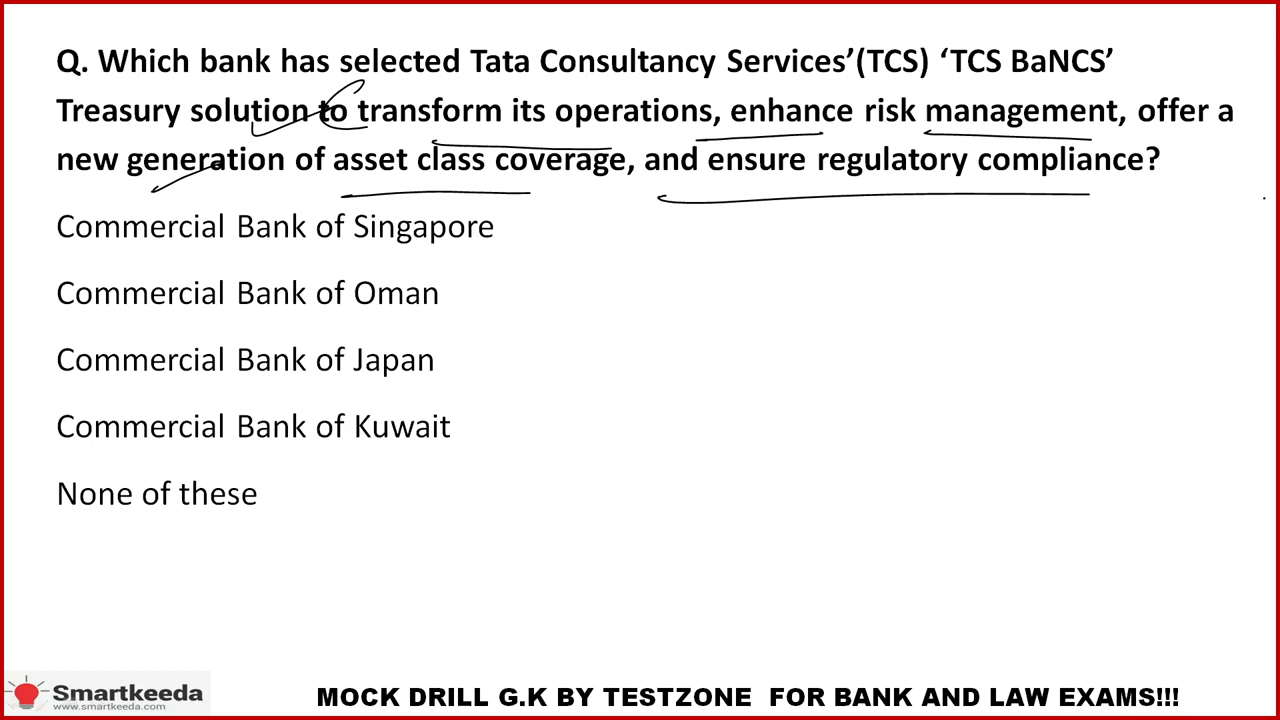 Q. Which bank has selected Tata Consultancy Services’(TCS) ‘TCS BaNCS’
Treasury solution to transform its operations, enhance risk management, offer a
new generation of asset class coverage, and ensure regulatory compliance?
Commercial Bank of Singapore
Commercial Bank of Oman
Commercial Bank of Japan
Commercial Bank of Kuwait
None of these
Smartkeeda
www.smartkeeda.com
MOCK DRILL G.K BY TESTZONE FOR BANK AND LAW EXAMS!!!